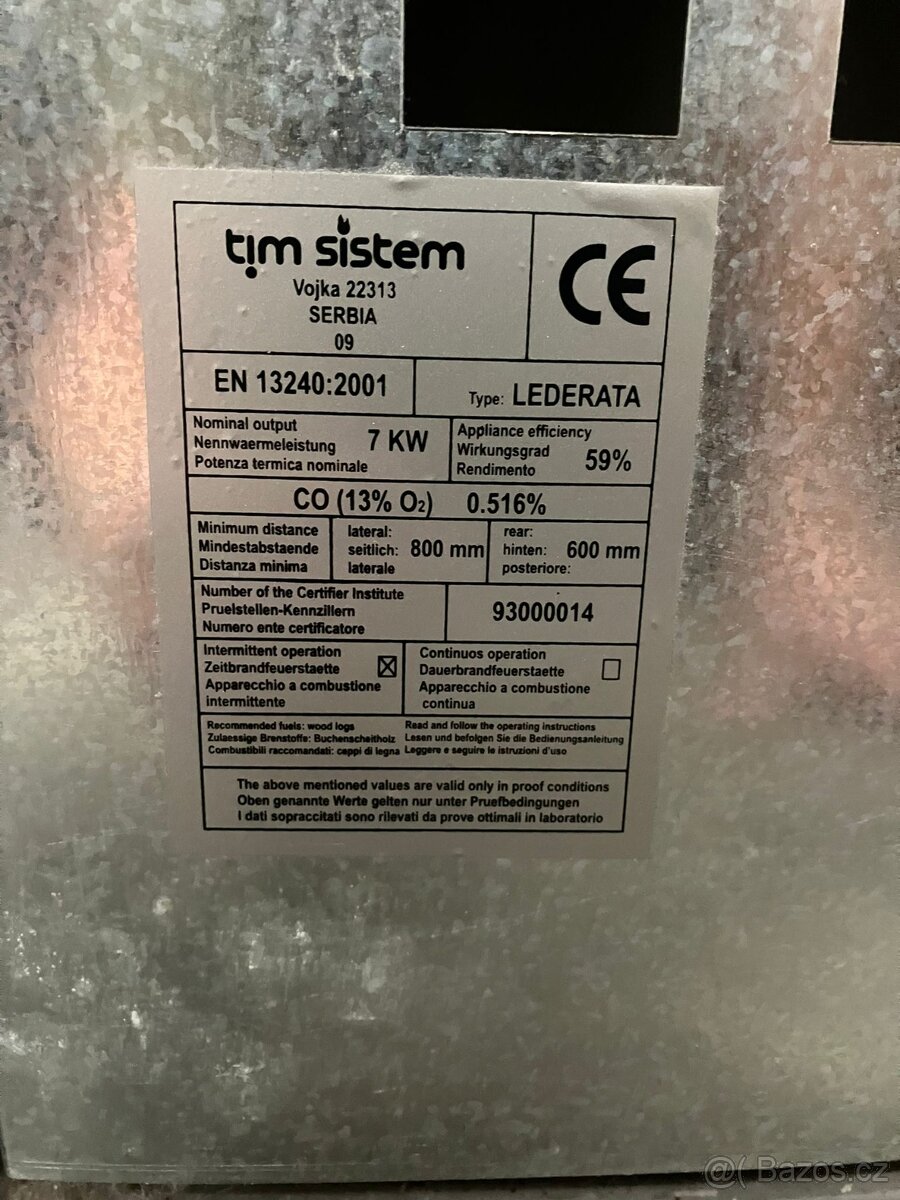 tim sistem
Vojka 22313
SERBIA
09
CE
EN 13240:2001
Type: LEDERATA
Nominal output
Nennwaermeleistung
Potenza termica nominale
7 KW
Appliance efficiency
Wirkungsgrad
Rendimento
59%
CO (13% O₂) 0.516%
Minimum distance
Mindestabstaende
Distanza minima
lateral:
seitlich: 800 mm
laterale
rear:
hinten: 600 mm
posteriore:
Number of the Certifier Institute
Pruelstellen-Kennzillern
Numero ente certificatore
93000014
Intermittent operation
Zeitbrandfeuerstaette
Apparecchio a combustione
intermittente
Continuos operation
Dauerbrandfeuerstaette
Apparecchio a combustione
continua
Recommended fuels: wood logs
Zulaessige Brenstoffe: Buchenscheitholz
Combustibili raccomandati: ceppi di legna
Read and follow the operating instructions
Lesen und befolgen Sie die Bedienungsanleitung
Leggere e seguire le istruzioni d'uso
The above mentioned values are valid only in proof conditions
Oben genannte Werte gelten nur unter Pruefbedingungen
I dati sopraccitati sono rilevati da prove ottimali in laboratorio
@( Bazos.cz